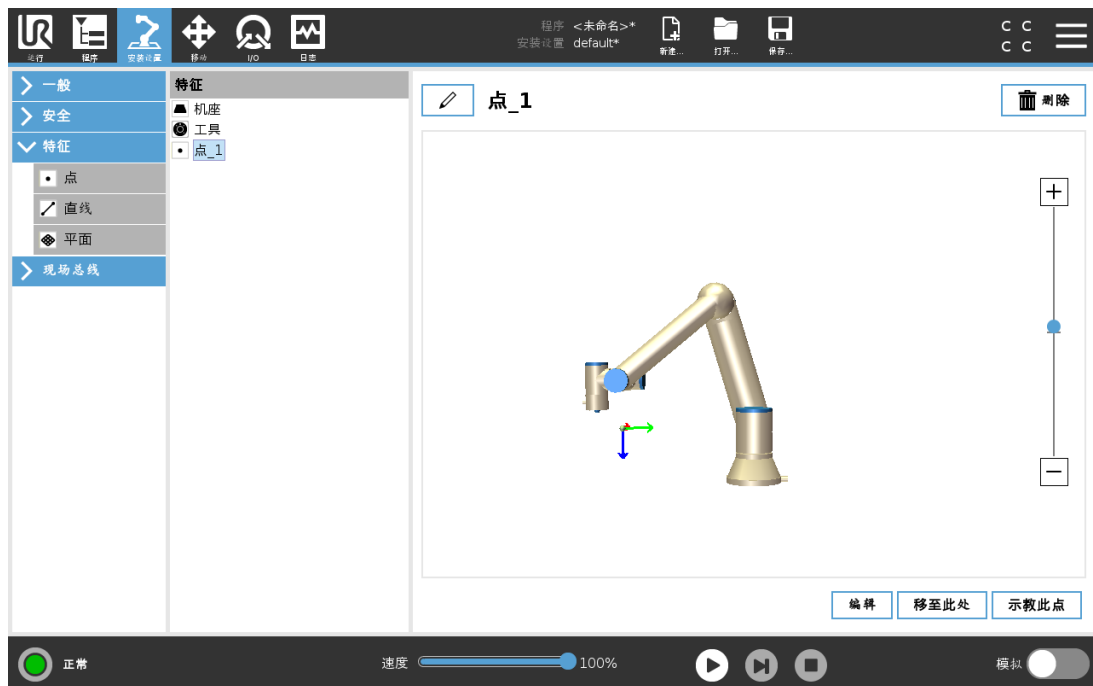 UR
程序 <未命名>*
安装设置 default*
运行 程序 安装设置 移动 I/O 日志
新建... 打开... 保存...
C C
C C
一般
安全
特征
点
直线
平面
现场总线
特征
机座
工具
点_1
点_1
删除
编辑 移至此处 示教此点
正常
速度 100%
模拟